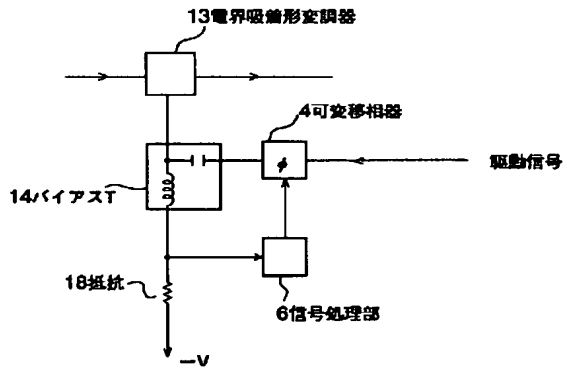 13電界吸着形変調器
4可変移相器
φ
駆動信号
14バイアスT
18抵抗
6信号処理部
−V